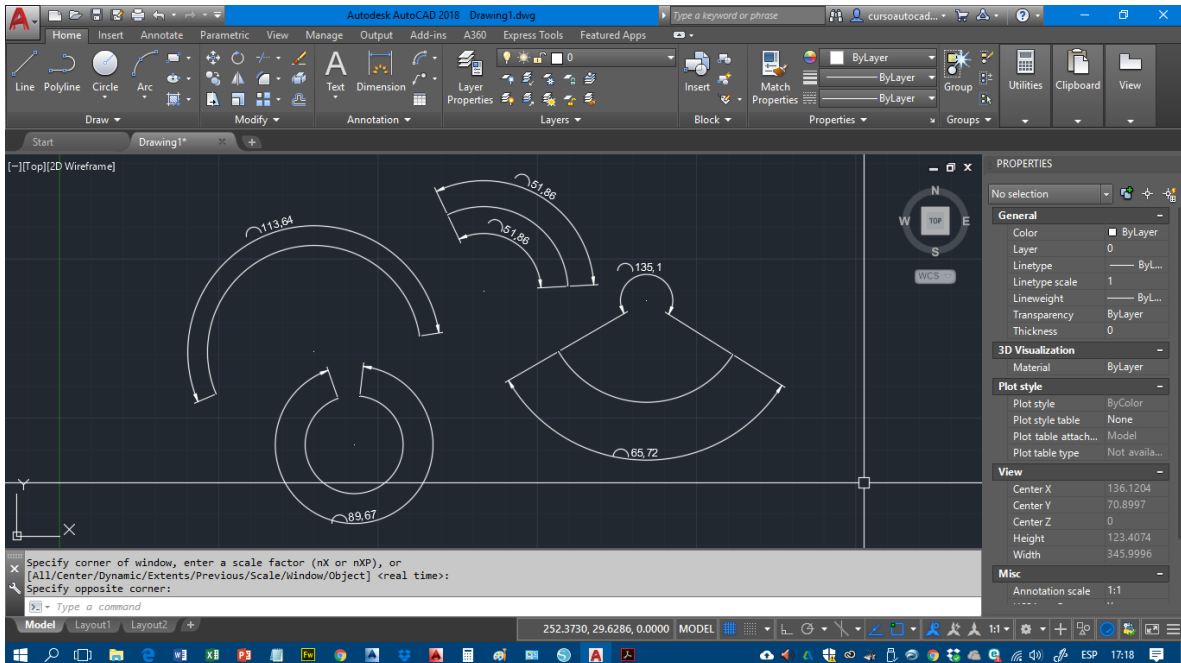 Autodesk AutoCAD 2018 Drawing1.dwg
Type a keyword or phrase
cursoautocad...
Home Insert Annotate Parametric View Manage Output Add-ins A360 Express Tools Featured Apps
Line Polyline Circle Arc
Text Dimension
Layer Properties
0
Insert
Match Properties
ByLayer
ByLayer
ByLayer
Group
Utilities
Clipboard
View
Draw
Modify
Annotation
Layers
Block
Properties
Groups
Start
Drawing1*
[−][Top][2D Wireframe]
N
W TOP E
S
WCS
51,86
113,64
51,86
135,1
65,72
89,67
Y
X
PROPERTIES
No selection
General
Color ByLayer
Layer 0
Linetype ByL...
Linetype scale 1
Lineweight ByL...
Transparency ByLayer
Thickness 0
3D Visualization
Material ByLayer
Plot style
Plot style ByColor
Plot style table None
Plot table attach... Model
Plot table type Not availa...
View
Center X 136.1204
Center Y 70.8997
Center Z 0
Height 123.4074
Width 345.9996
Misc
Annotation scale 1:1
Specify corner of window, enter a scale factor (nX or nXP), or
[All/Center/Dynamic/Extents/Previous/Scale/Window/Object] <real time>:
Specify opposite corner:
Type a command
Model Layout1 Layout2
252.3730, 29.6286, 0.0000 MODEL
1:1
ESP 17:18